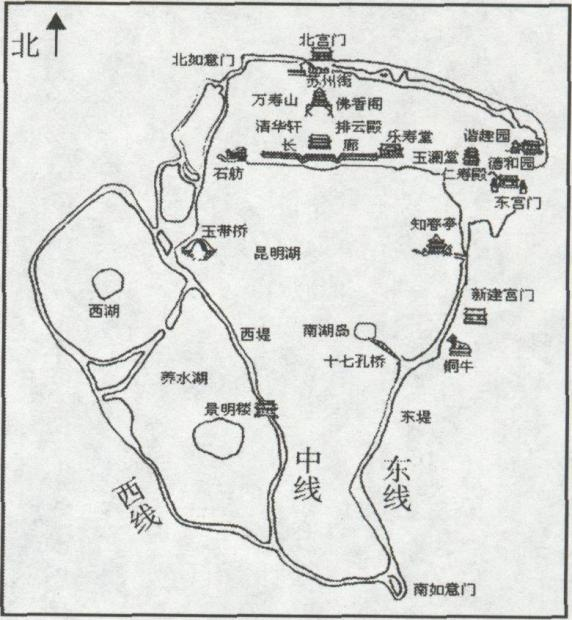 北
北宫门
北如意门
苏州街
万寿山
佛香阁
清华轩
排云殿
长廊
乐寿堂
谐趣园
玉澜堂
德和园
仁寿殿
石舫
东宫门
玉带桥
昆明湖
知春亭
西湖
新建宫门
南湖岛
西堤
十七孔桥
铜牛
养水湖
景明楼
东堤
中线
东线
西线
南如意门